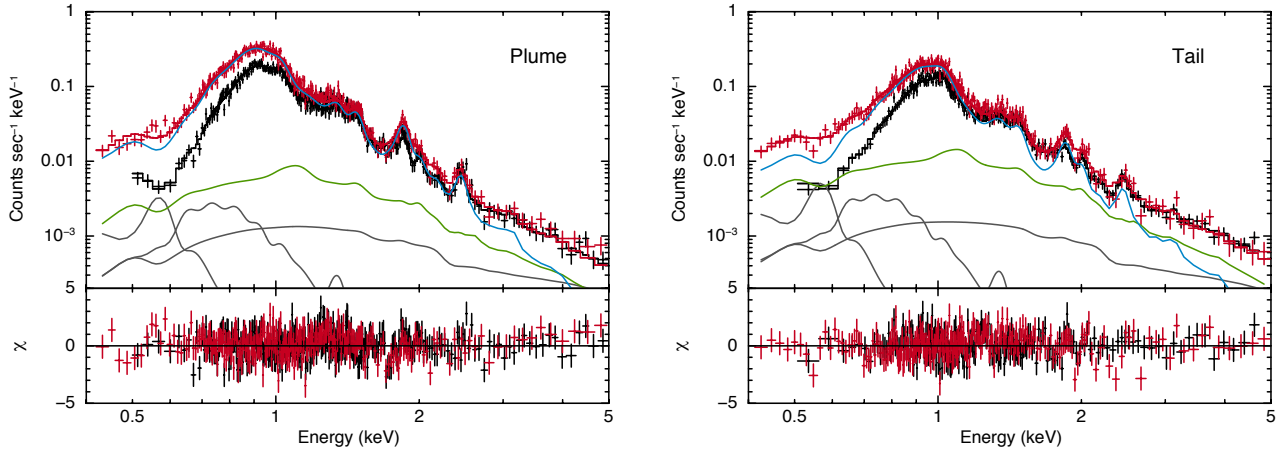 Plume
Counts sec⁻¹ keV⁻¹
1
0.1
0.01
10⁻³
5
0
−5
χ
0.5
1
2
5
Energy (keV)
Tail
Counts sec⁻¹ keV⁻¹
1
0.1
0.01
10⁻³
5
0
−5
χ
0.5
1
2
5
Energy (keV)